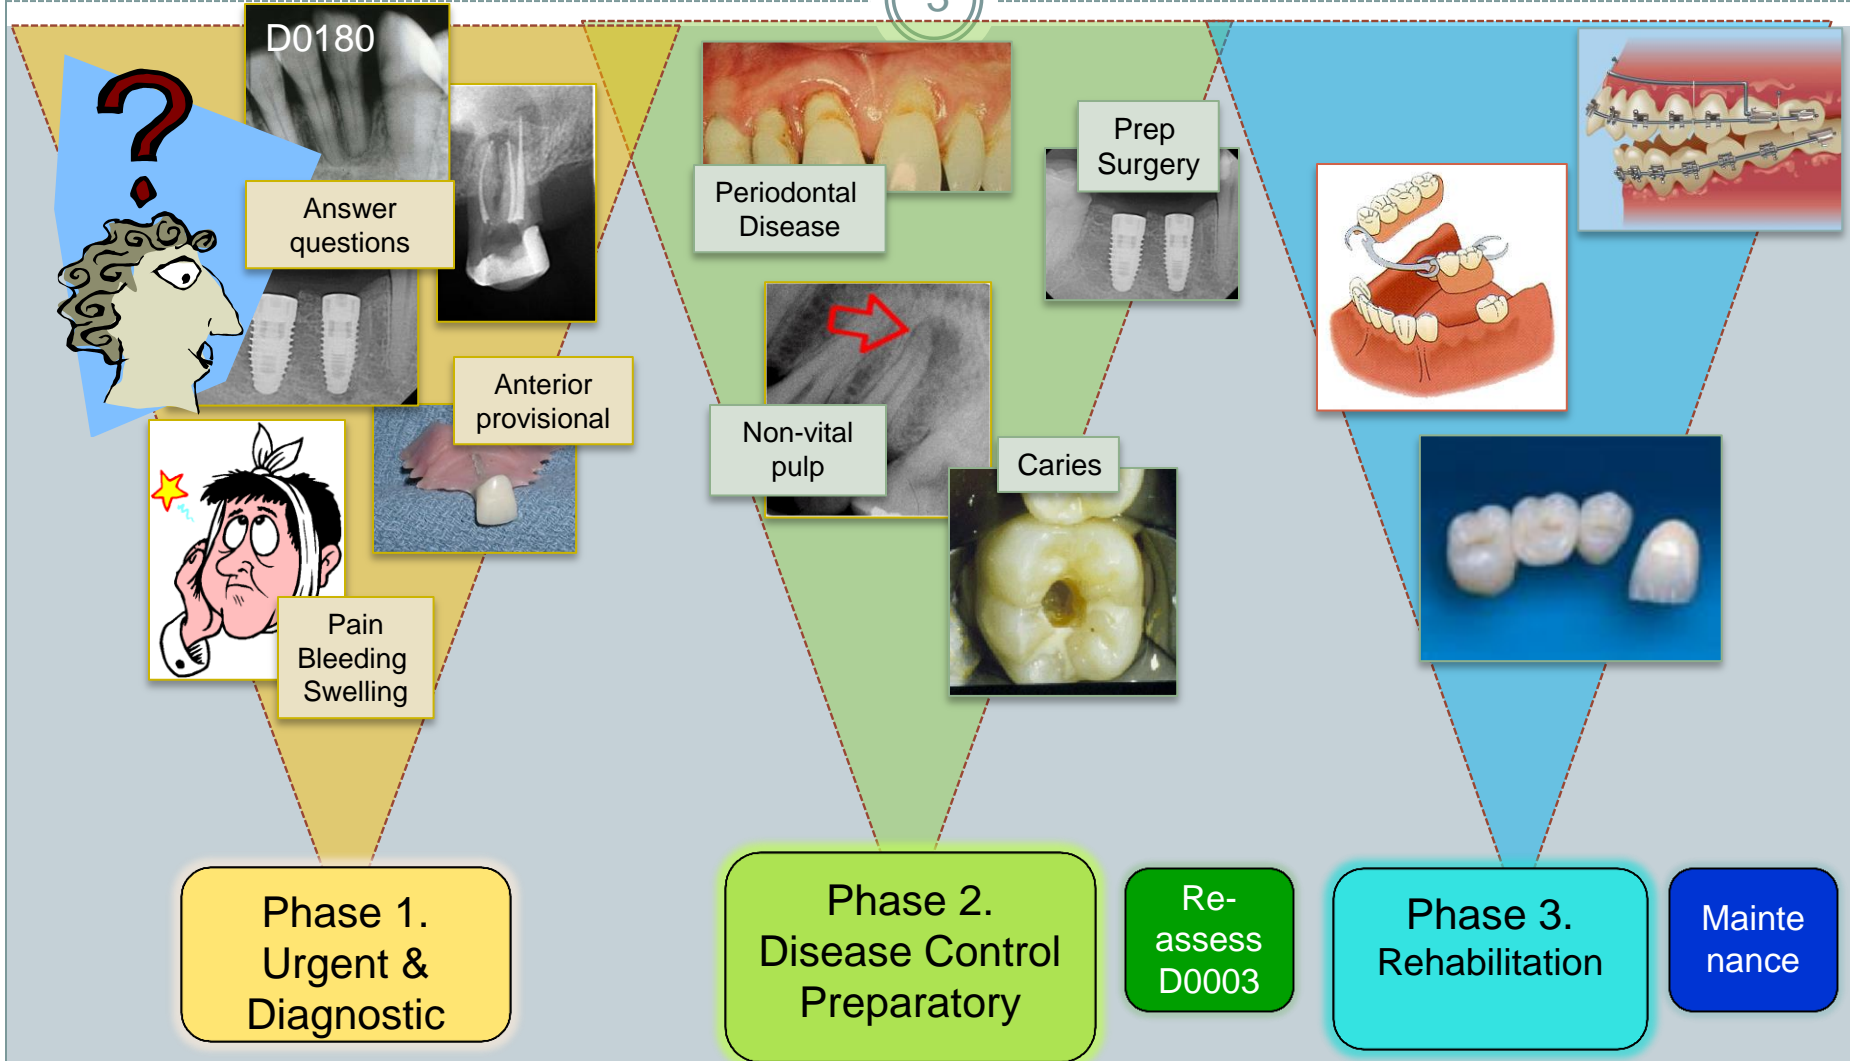 3
D0180
Answer
questions
Anterior
provisional
Pain
Bleeding
Swelling
Periodontal
Disease
Prep
Surgery
Non-vital
pulp
Caries
Phase 1.
Urgent &
Diagnostic
Phase 2.
Disease Control
Preparatory
Re-
assess
D0003
Phase 3.
Rehabilitation
Mainte
nance